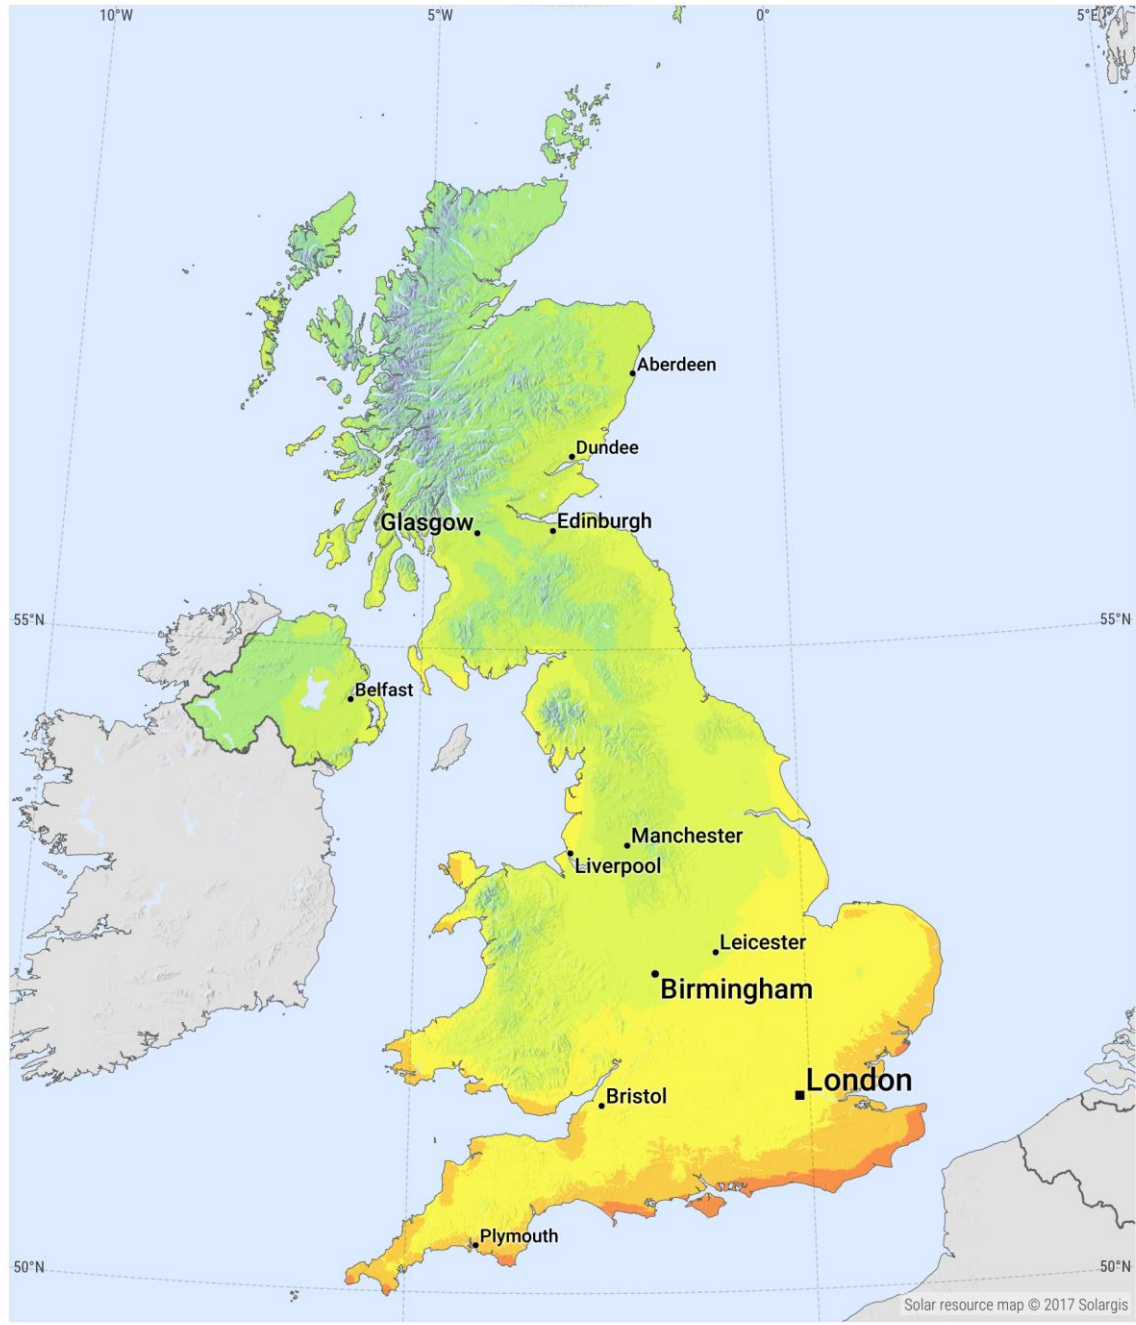 10°W
5°W
0°
5°E
Aberdeen
Dundee
Glasgow
Edinburgh
55°N
55°N
Belfast
Manchester
Liverpool
Leicester
Birmingham
London
Bristol
Plymouth
50°N
50°N
Solar resource map © 2017 Solargis